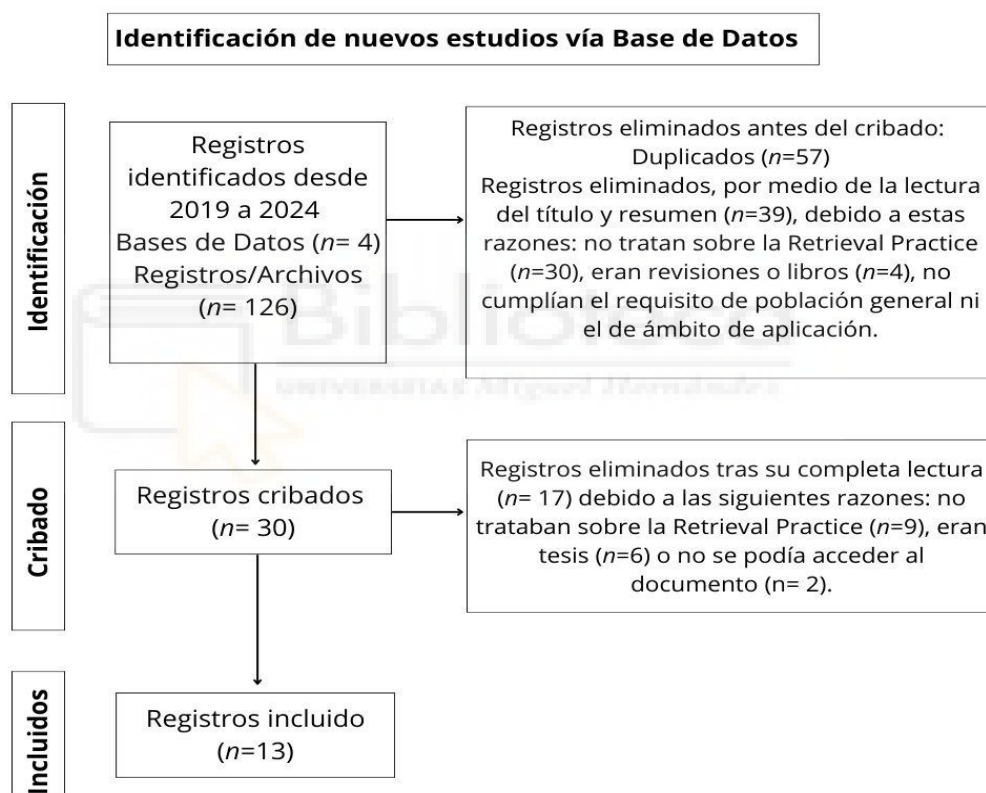 Identificación de nuevos estudios vía Base de Datos
Identificación
Registros
identificados desde
2019 a 2024
Bases de Datos (n= 4)
Registros/Archivos
(n= 126)
Registros eliminados antes del cribado:
Duplicados (n=57)
Registros eliminados, por medio de la lectura
del título y resumen (n=39), debido a estas
razones: no tratan sobre la Retrieval Practice
(n=30), eran revisiones o libros (n=4), no
cumplían el requisito de población general ni
el de ámbito de aplicación.
Biblioteca
UNIVERSITAS Miguel Hernández
Cribado
Registros cribados
(n= 30)
Registros eliminados tras su completa lectura
(n= 17) debido a las siguientes razones: no
trataban sobre la Retrieval Practice (n=9), eran
tesis (n=6) o no se podía acceder al
documento (n= 2).
Incluidos
Registros incluido
(n=13)